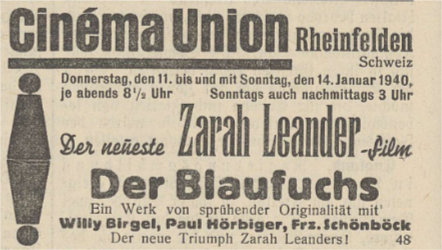 Cinéma Union Rheinfelden
Schweiz
Donnerstag, den 11. bis und mit Sonntag, den 14. Januar 1940,
je abends 8½ Uhr Sonntags auch nachmittags 3 Uhr
Der neueste Zarah Leander-Film
Der Blaufuchs
Ein Werk von sprühender Originalität mit
Willy Birgel, Paul Hörbiger, Frz. Schönböck
Der neue Triumph Zarah Leanders! 48